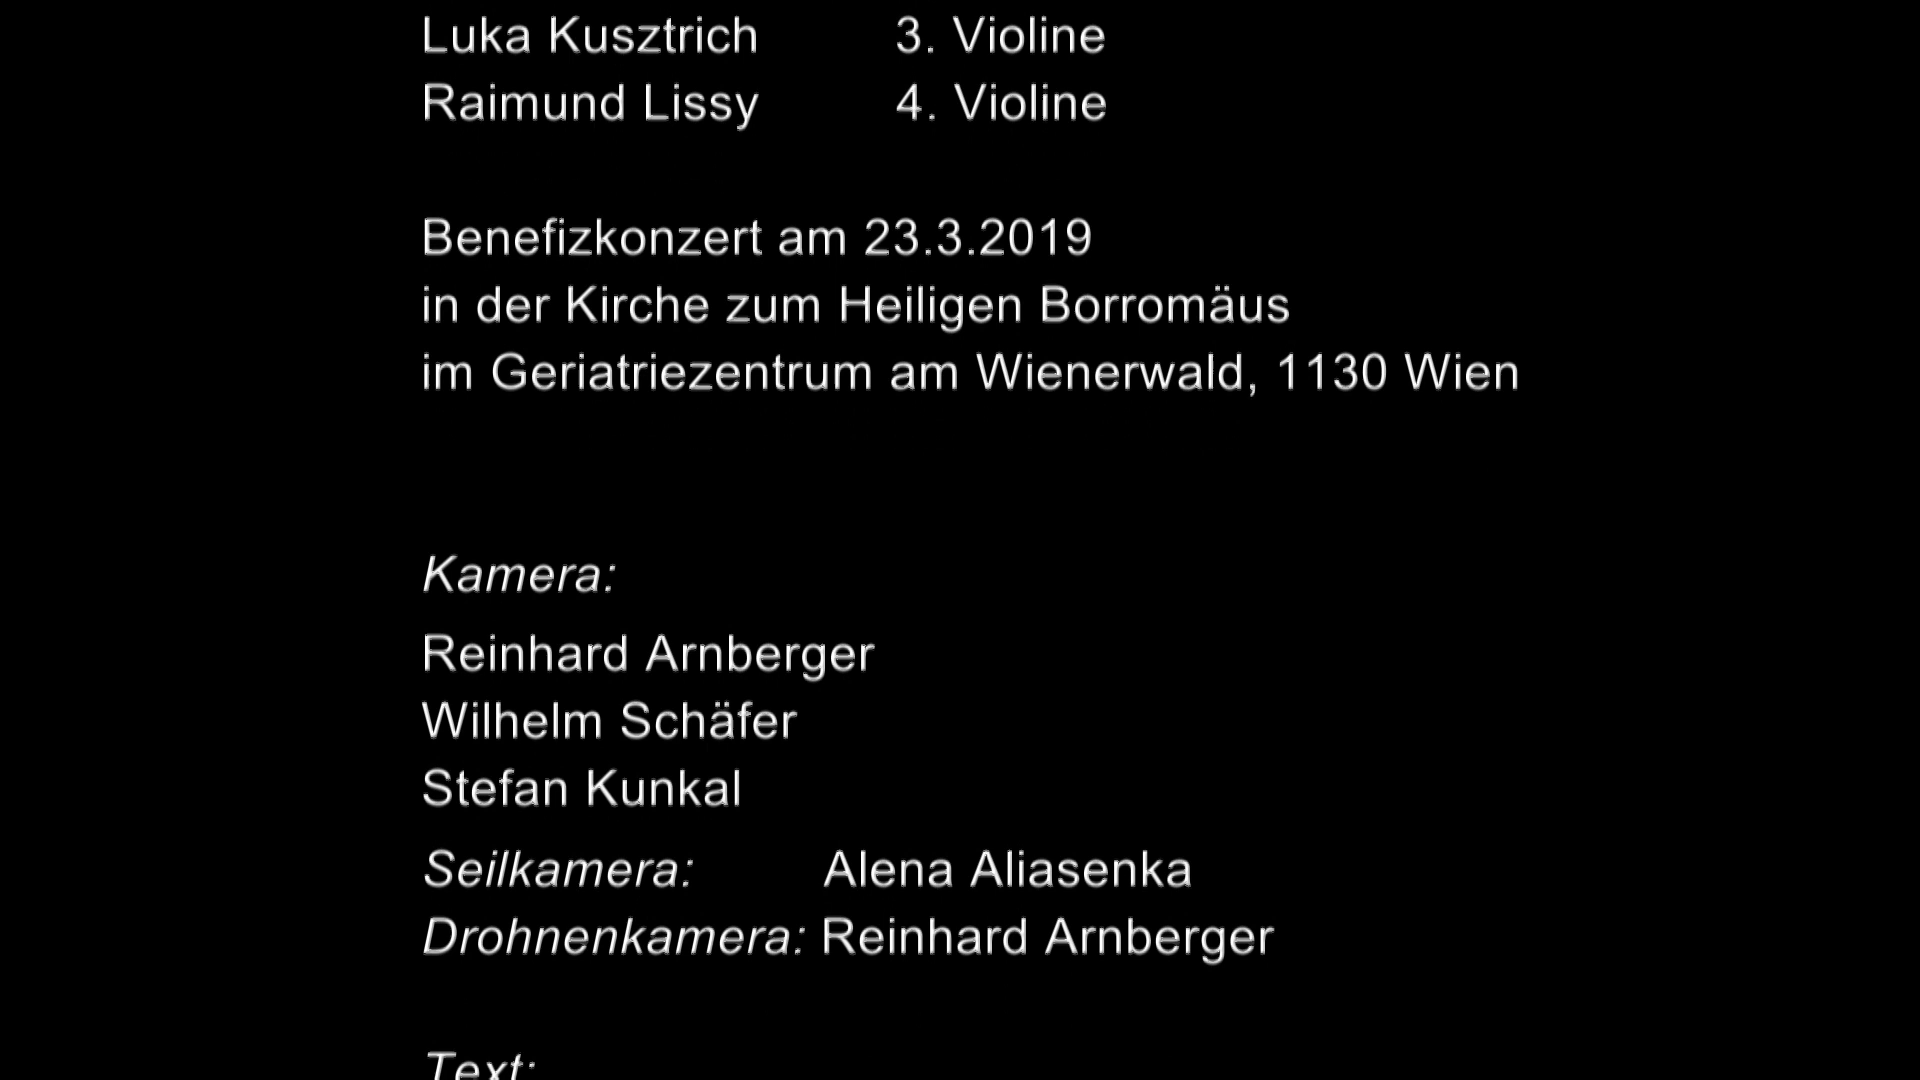 Luka Kusztrich 3. Violine
Raimund Lissy 4. Violine
Benefizkonzert am 23.3.2019
in der Kirche zum Heiligen Borromäus
im Geriatriezentrum am Wienerwald, 1130 Wien
Kamera:
Reinhard Arnberger
Wilhelm Schäfer
Stefan Kunkal
Seilkamera: Alena Aliasenka
Drohnenkamera: Reinhard Arnberger
Text: